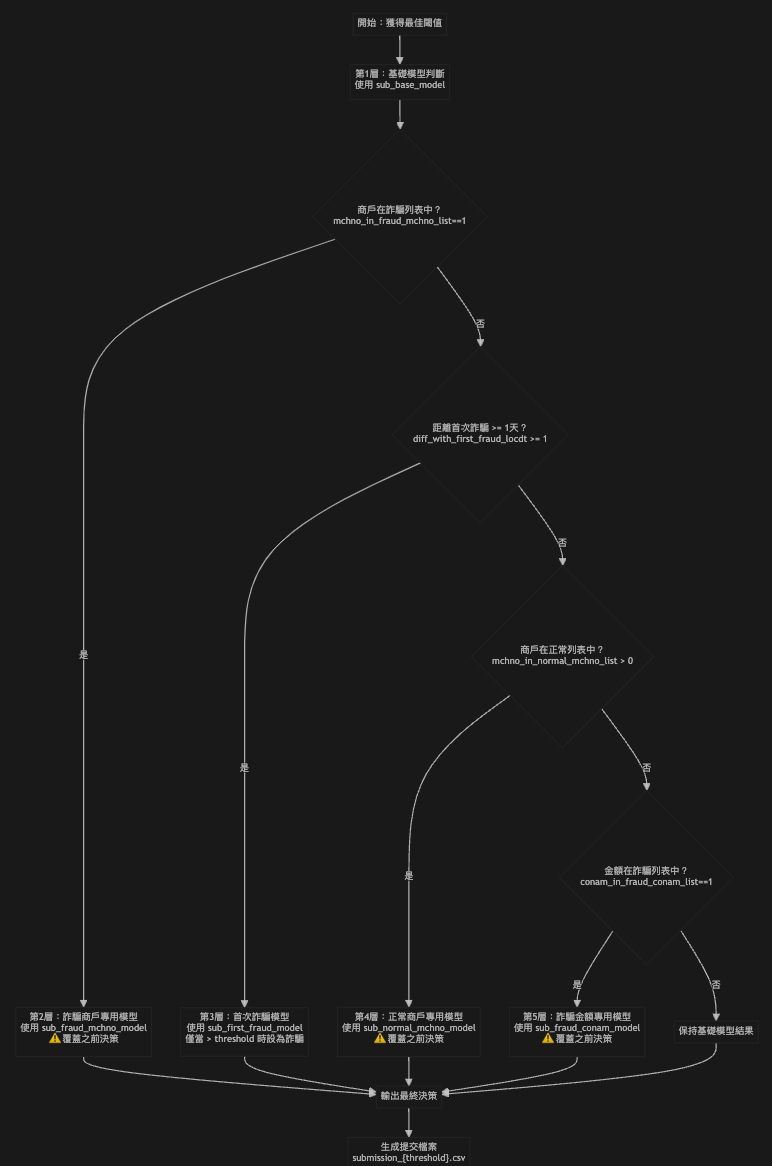 開始：獲得最佳閾值
第1層：基礎模型判斷
使用 sub_base_model
商戶在詐騙列表中？
mchno_in_fraud_mchno_list==1
否
距離首次詐騙 >= 1天？
diff_with_first_fraud_locdt >= 1
否
商戶在正常列表中？
mchno_in_normal_mchno_list > 0
是
是
否
金額在詐騙列表中？
conam_in_fraud_conam_list==1
是
是
否
第2層：詐騙商戶專用模型
使用 sub_fraud_mchno_model
⚠️ 覆蓋之前決策
第3層：首次詐騙模型
使用 sub_first_fraud_model
僅當 > threshold 時設為詐騙
第4層：正常商戶專用模型
使用 sub_normal_mchno_model
⚠️ 覆蓋之前決策
第5層：詐騙金額專用模型
使用 sub_fraud_conam_model
⚠️ 覆蓋之前決策
保持基礎模型結果
輸出最終決策
生成提交檔案
submission_{threshold}.csv